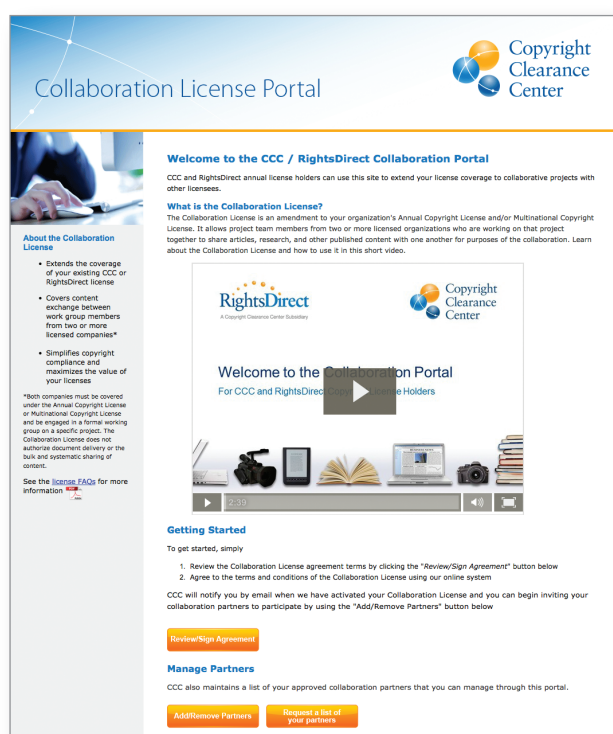 Collaboration License Portal
Copyright
Clearance
Center
About the Collaboration
License
• Extends the coverage
of your existing CCC or
RightsDirect license
• Covers content
exchange between
work group members
from two or more
licensed companies*
• Simplifies copyright
compliance and
maximizes the value of
your licenses
*Both companies must be covered
under the Annual Copyright License
or Multinational Copyright License
and be engaged in a formal working
group on a specific project. The
Collaboration License does not
authorize document delivery or the
bulk and systematic sharing of
content.
See the license FAQs for more
information
Welcome to the CCC / RightsDirect Collaboration Portal
CCC and RightsDirect annual license holders can use this site to extend your license coverage to collaborative projects with
other licensees.
What is the Collaboration License?
The Collaboration License is an amendment to your organization's Annual Copyright License and/or Multinational Copyright
License. It allows project team members from two or more licensed organizations who are working on that project
together to share articles, research, and other published content with one another for purposes of the collaboration. Learn
about the Collaboration License and how to use it in this short video.
RightsDirect
A Copyright Clearance Center Subsidiary
Copyright
Clearance
Center
Welcome to the Collaboration Portal
For CCC and RightsDirect Copyright License Holders
2:39
Getting Started
To get started, simply
1. Review the Collaboration License agreement terms by clicking the "Review/Sign Agreement" button below
2. Agree to the terms and conditions of the Collaboration License using our online system
CCC will notify you by email when we have activated your Collaboration License and you can begin inviting your
collaboration partners to participate by using the "Add/Remove Partners" button below
Review/Sign Agreement
Manage Partners
CCC also maintains a list of your approved collaboration partners that you can manage through this portal.
Add/Remove Partners
Request a list of
your partners